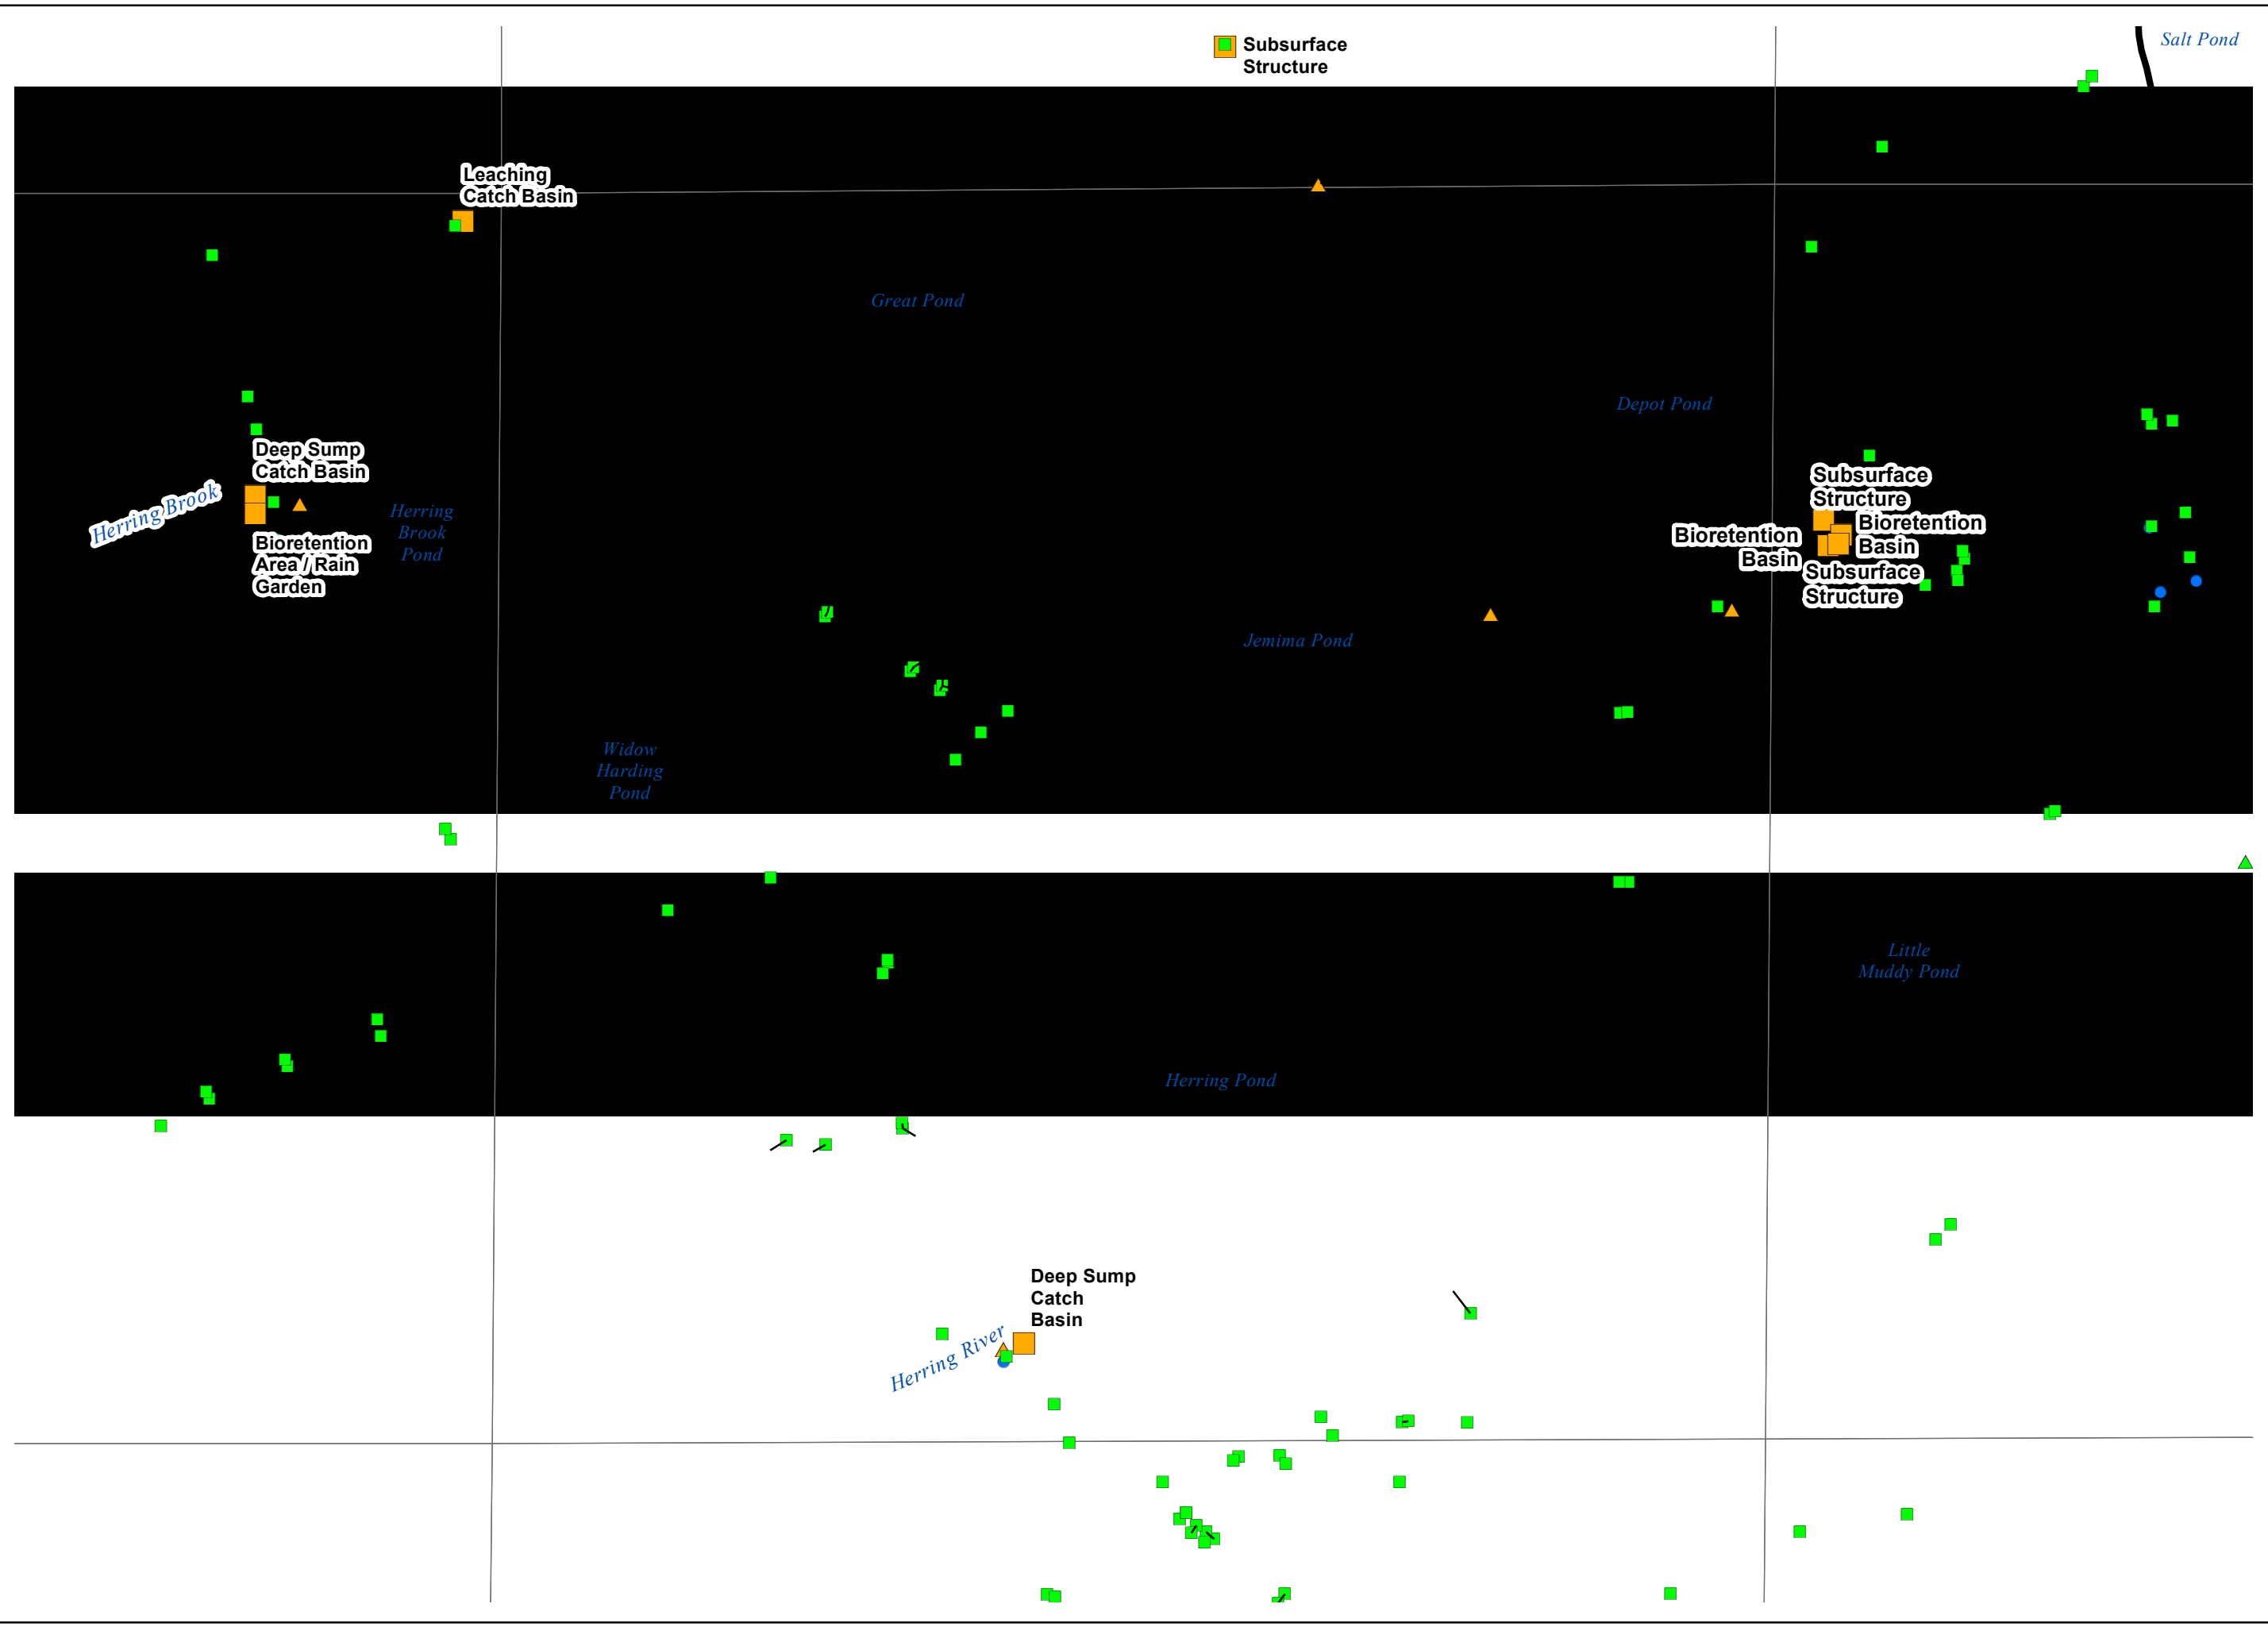 Salt Pond
Subsurface
Structure
Leaching
Catch Basin
Great Pond
Depot Pond
Deep Sump
Catch Basin
Herring Brook
Herring
Brook
Pond
Bioretention
Area / Rain
Garden
Subsurface
Structure
Bioretention
Basin
Bioretention
Basin
Subsurface
Structure
Jemima Pond
Widow
Harding
Pond
Little
Muddy Pond
Herring Pond
Deep Sump
Catch
Basin
Herring River